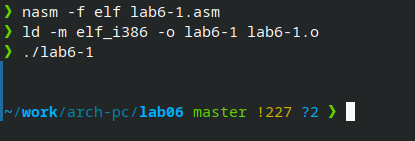 ❯ nasm -f elf lab6-1.asm
❯ ld -m elf_i386 -o lab6-1 lab6-1.o
❯ ./lab6-1
~/work/arch-pc/lab06 master !227 ?2 ❯